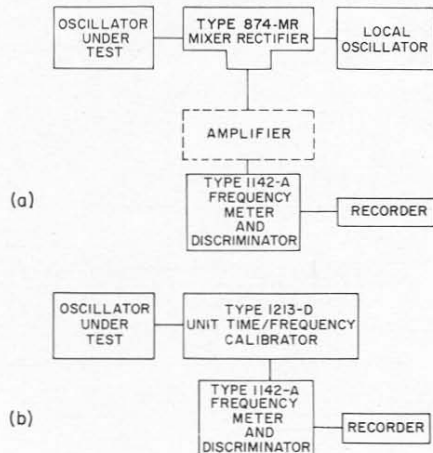 OSCILLATOR
UNDER
TEST
TYPE 874-MR
MIXER RECTIFIER
LOCAL
OSCILLATOR
AMPLIFIER
(a)
TYPE 1142-A
FREQUENCY
METER
AND
DISCRIMINATOR
RECORDER
OSCILLATOR
UNDER
TEST
TYPE 1213-D
UNIT TIME/FREQUENCY
CALIBRATOR
(b)
TYPE 1142-A
FREQUENCY
METER
AND
DISCRIMINATOR
RECORDER